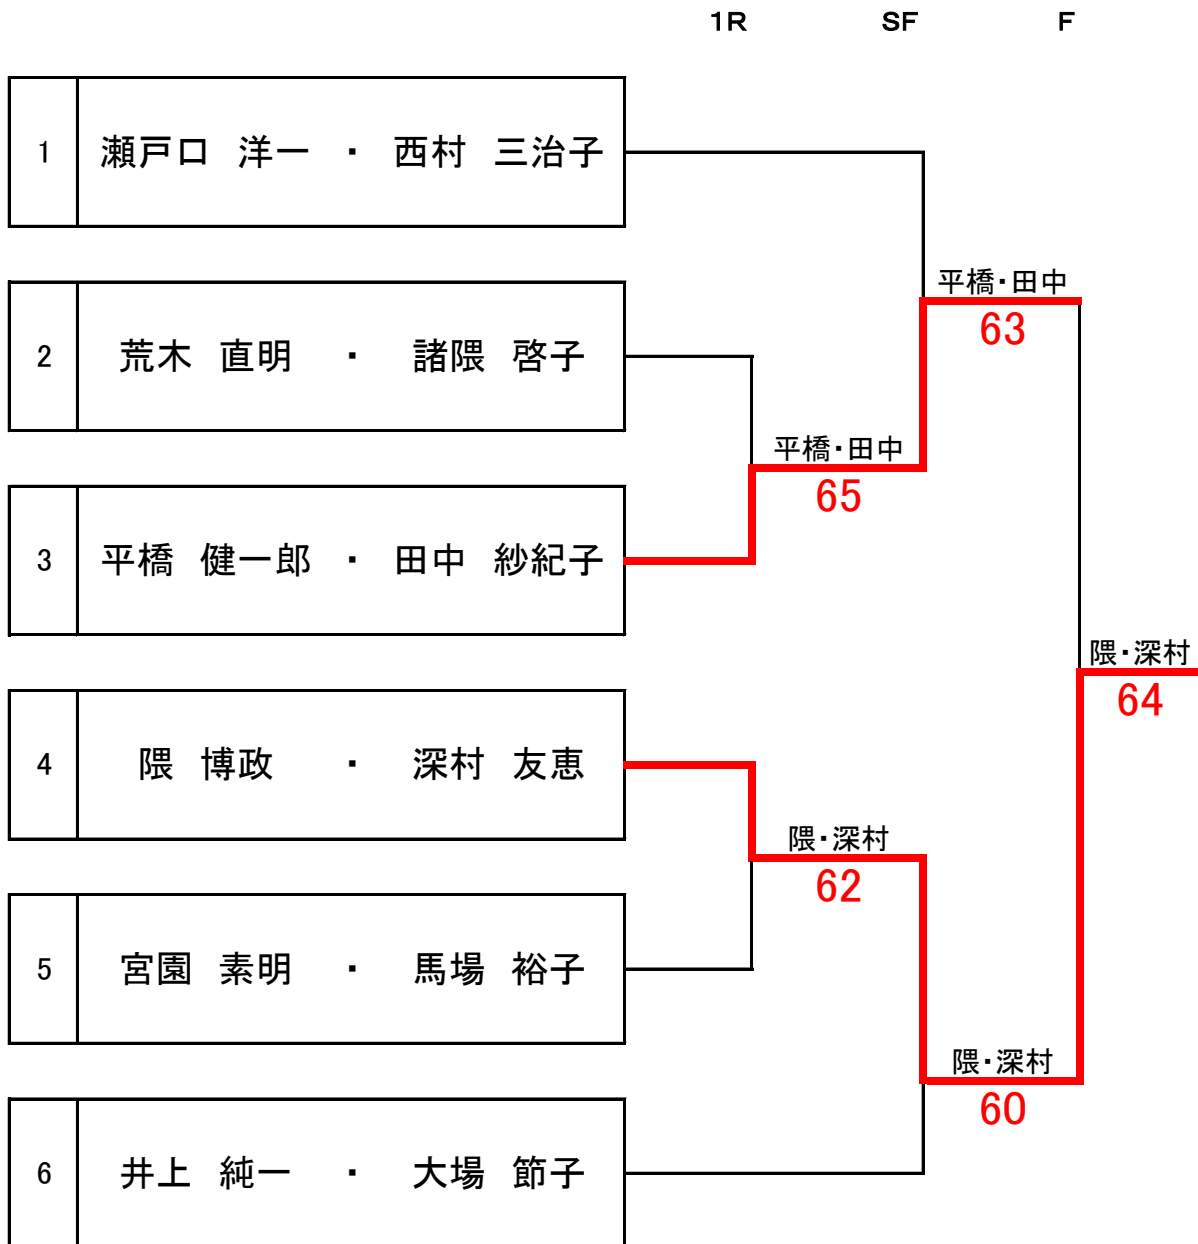 1R SF F
1 瀬戸口 洋一 ・ 西村 三治子
平橋・田中
63
2 荒木 直明 ・ 諸隈 啓子
平橋・田中
65
3 平橋 健一郎 ・ 田中 紗紀子
隈・深村
64
4 隈 博政 ・ 深村 友恵
隈・深村
62
5 宮園 素明 ・ 馬場 裕子
隈・深村
60
6 井上 純一 ・ 大場 節子